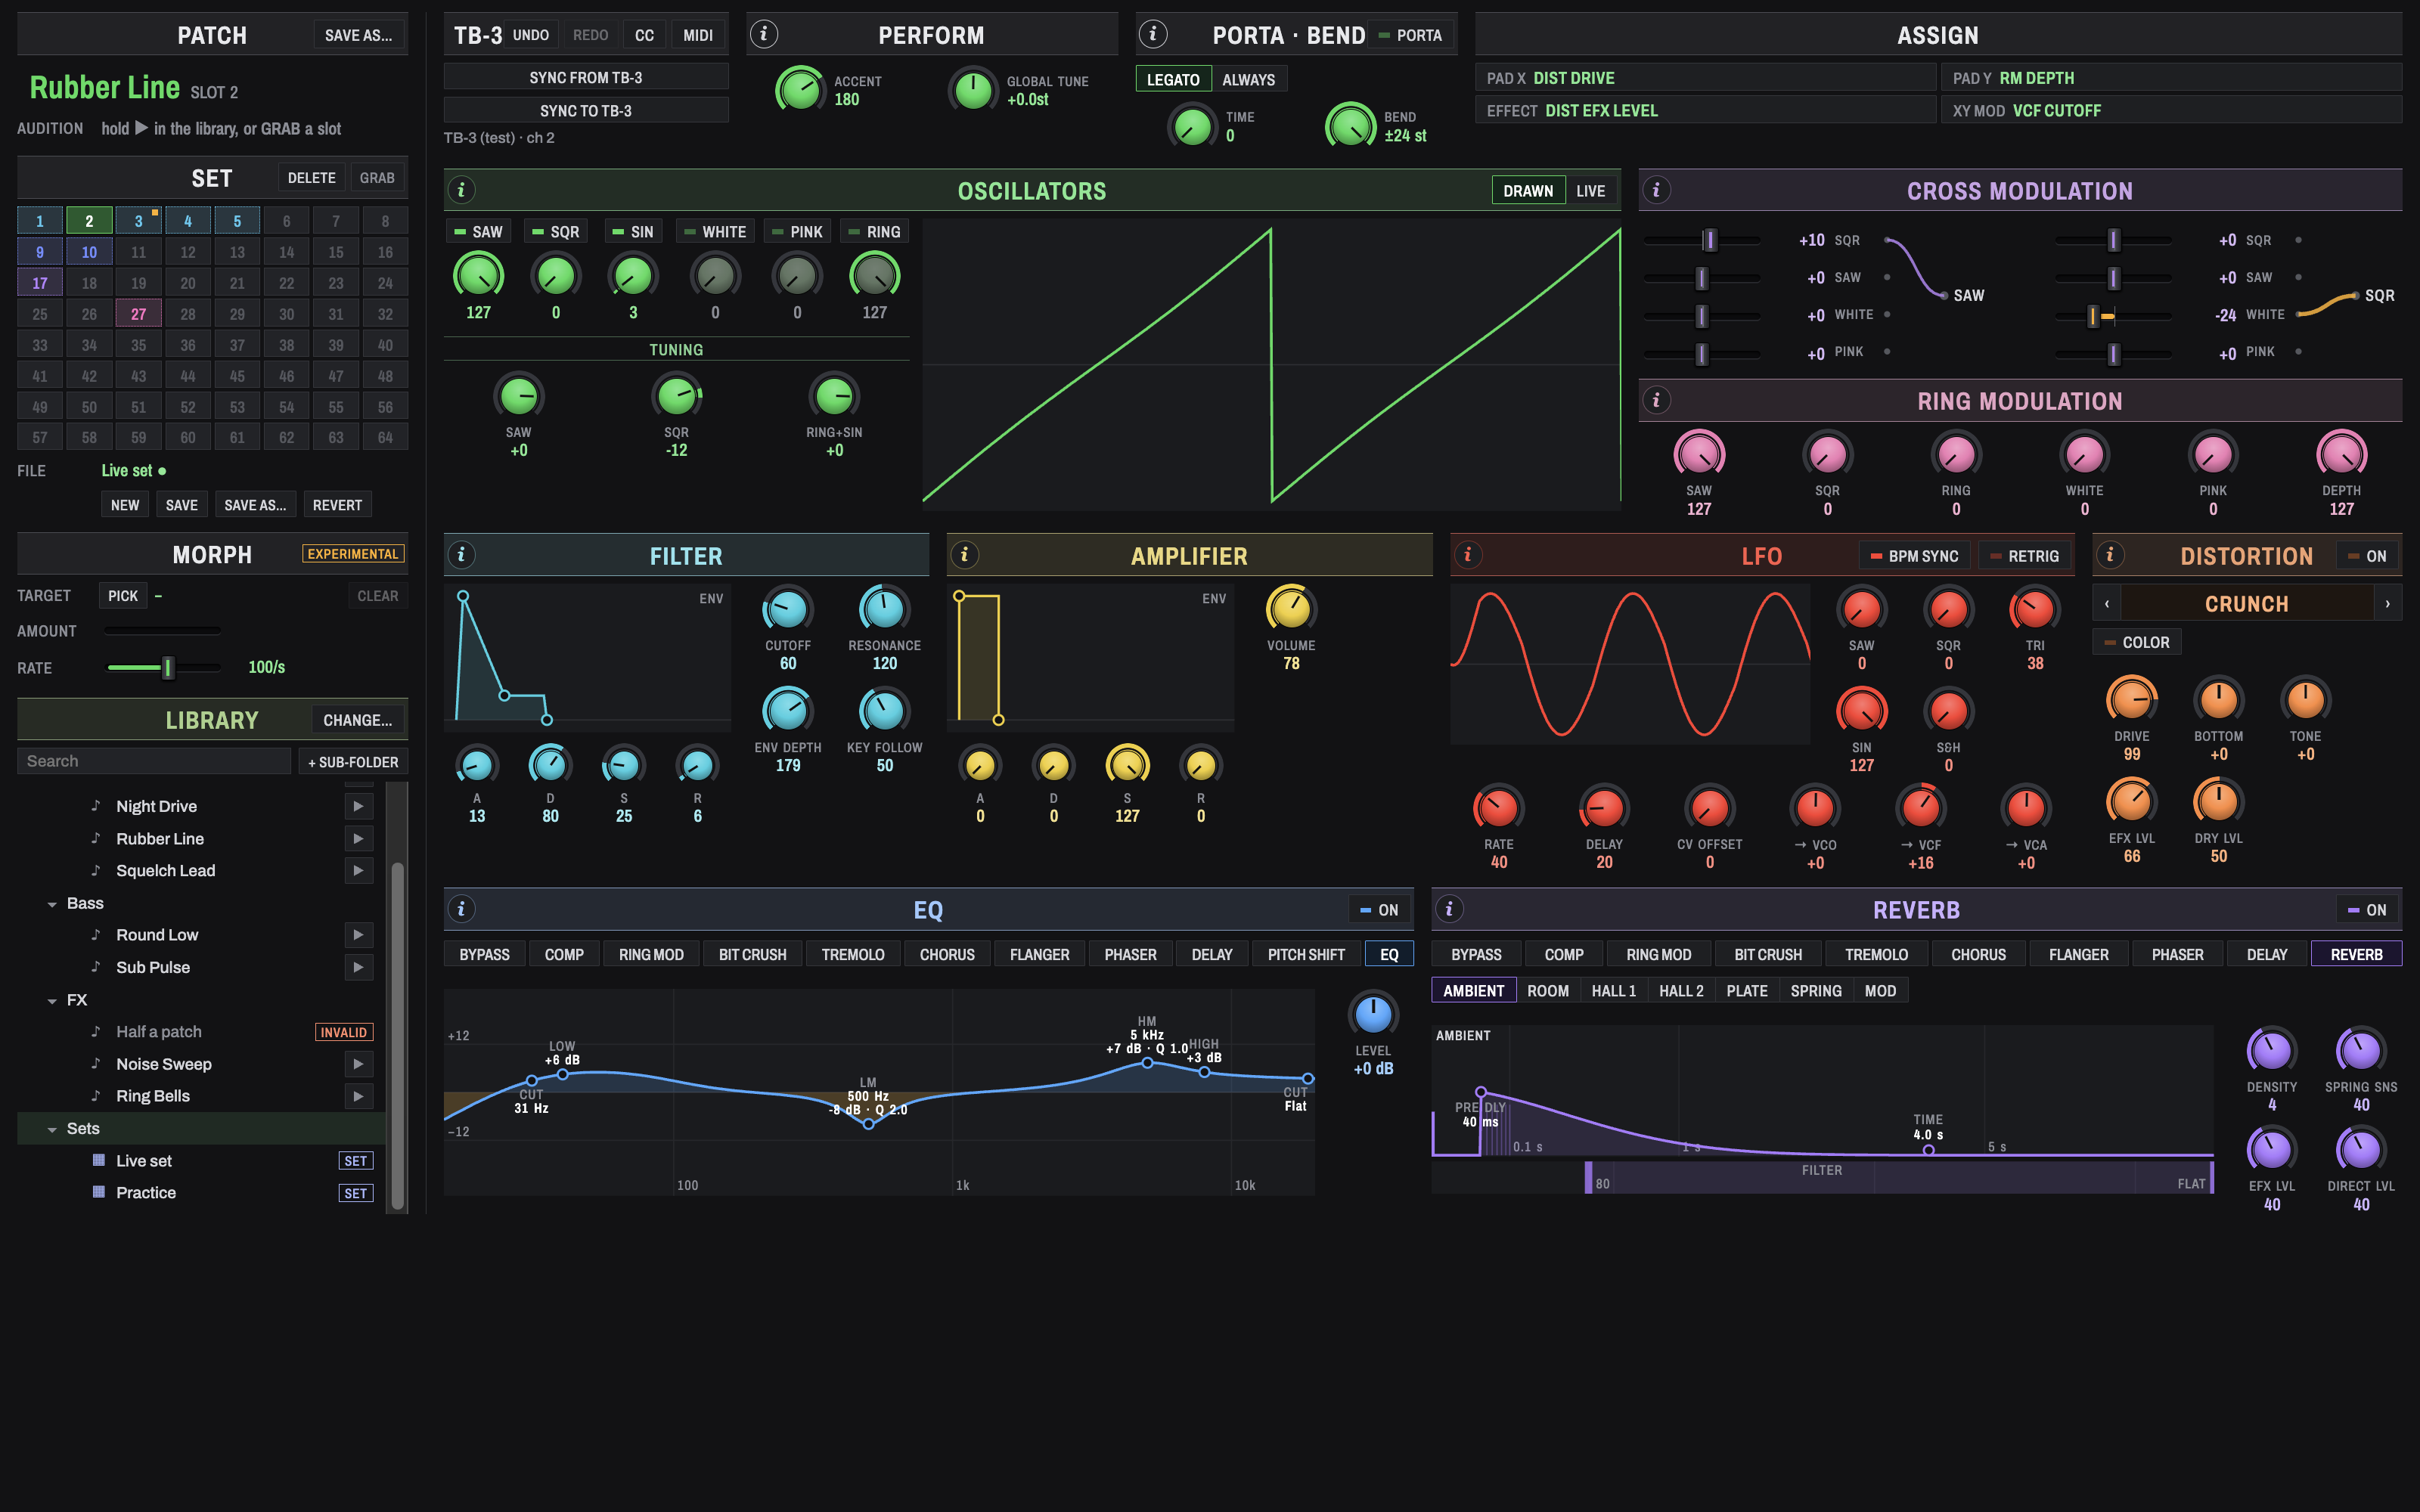 PATCH
SAVE AS...
Rubber Line SLOT 2
AUDITION hold ▶ in the library, or GRAB a slot
SET
DELETE
GRAB
1 2 3 4 5 6 7 8
9 10 11 12 13 14 15 16
17 18 19 20 21 22 23 24
25 26 27 28 29 30 31 32
33 34 35 36 37 38 39 40
41 42 43 44 45 46 47 48
49 50 51 52 53 54 55 56
57 58 59 60 61 62 63 64
FILE Live set
NEW SAVE SAVE AS... REVERT
MORPH EXPERIMENTAL
TARGET PICK – CLEAR
AMOUNT
RATE 100/s
LIBRARY CHANGE...
Search + SUB-FOLDER
Night Drive
Rubber Line
Squelch Lead
Bass
Round Low
Sub Pulse
FX
Half a patch INVALID
Noise Sweep
Ring Bells
Sets
Live set SET
Practice SET
TB-3 UNDO REDO CC MIDI
SYNC FROM TB-3
SYNC TO TB-3
TB-3 (test) · ch 2
i PERFORM
ACCENT
180
GLOBAL TUNE
+0.0st
i PORTA · BEND PORTA
LEGATO ALWAYS
TIME
0
BEND
±24 st
ASSIGN
PAD X DIST DRIVE
PAD Y RM DEPTH
EFFECT DIST EFX LEVEL
XY MOD VCF CUTOFF
i OSCILLATORS DRAWN LIVE
SAW SQR SIN WHITE PINK RING
127 0 3 0 0 127
TUNING
SAW SQR RING+SIN
+0 -12 +0
i CROSS MODULATION
+10 SQR
+0 SAW
+0 WHITE
+0 PINK
SAW
+0 SQR
+0 SAW
-24 WHITE
+0 PINK
SQR
i RING MODULATION
SAW SQR RING WHITE PINK DEPTH
127 0 0 0 0 127
i FILTER
ENV
CUTOFF RESONANCE
60 120
ENV DEPTH KEY FOLLOW
179 50
A D S R
13 80 25 6
i AMPLIFIER
ENV
VOLUME
78
A D S R
0 0 127 0
i LFO BPM SYNC RETRIG
SAW SQR TRI
0 0 38
SIN S&H
127 0
RATE DELAY CV OFFSET → VCO → VCF → VCA
40 20 0 +0 +16 +0
i DISTORTION ON
‹ CRUNCH ›
COLOR
DRIVE BOTTOM TONE
99 +0 +0
EFX LVL DRY LVL
66 50
i EQ ON
BYPASS COMP RING MOD BIT CRUSH TREMOLO CHORUS FLANGER PHASER DELAY PITCH SHIFT EQ
+12
-12
LOW
+6 dB
CUT
31 Hz
LM
500 Hz
-8 dB · Q 2.0
HM
5 kHz
+7 dB · Q 1.0
HIGH
+3 dB
CUT
Flat
100 1k 10k
LEVEL
+0 dB
i REVERB ON
BYPASS COMP RING MOD BIT CRUSH TREMOLO CHORUS FLANGER PHASER DELAY REVERB
AMBIENT ROOM HALL 1 HALL 2 PLATE SPRING MOD
AMBIENT
PRE DLY
40 ms
0.1 s 1 s 5 s
TIME
4.0 s
FILTER
80 FLAT
DENSITY SPRING SNS
4 40
EFX LVL DIRECT LVL
40 40